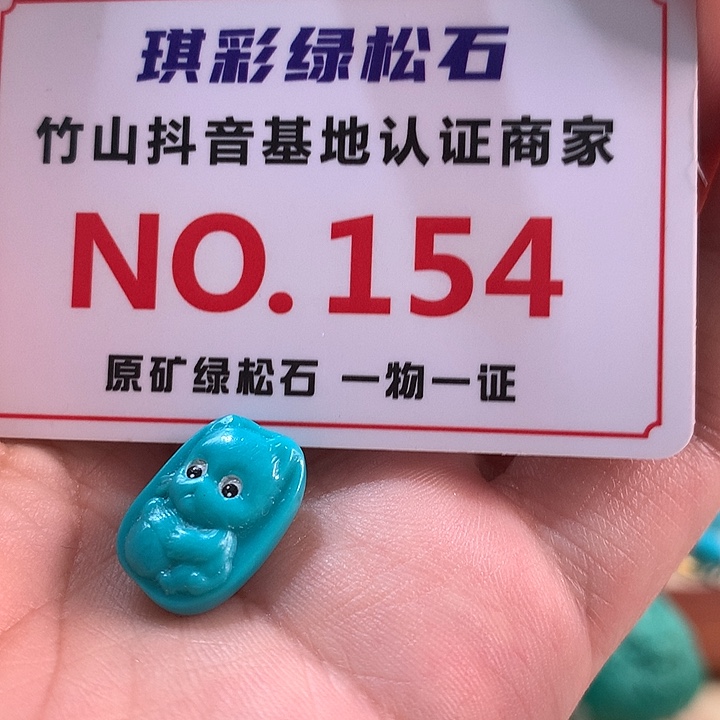 琪彩绿松石
竹山抖音基地认证商家
NO.154
原矿绿松石 一物一证